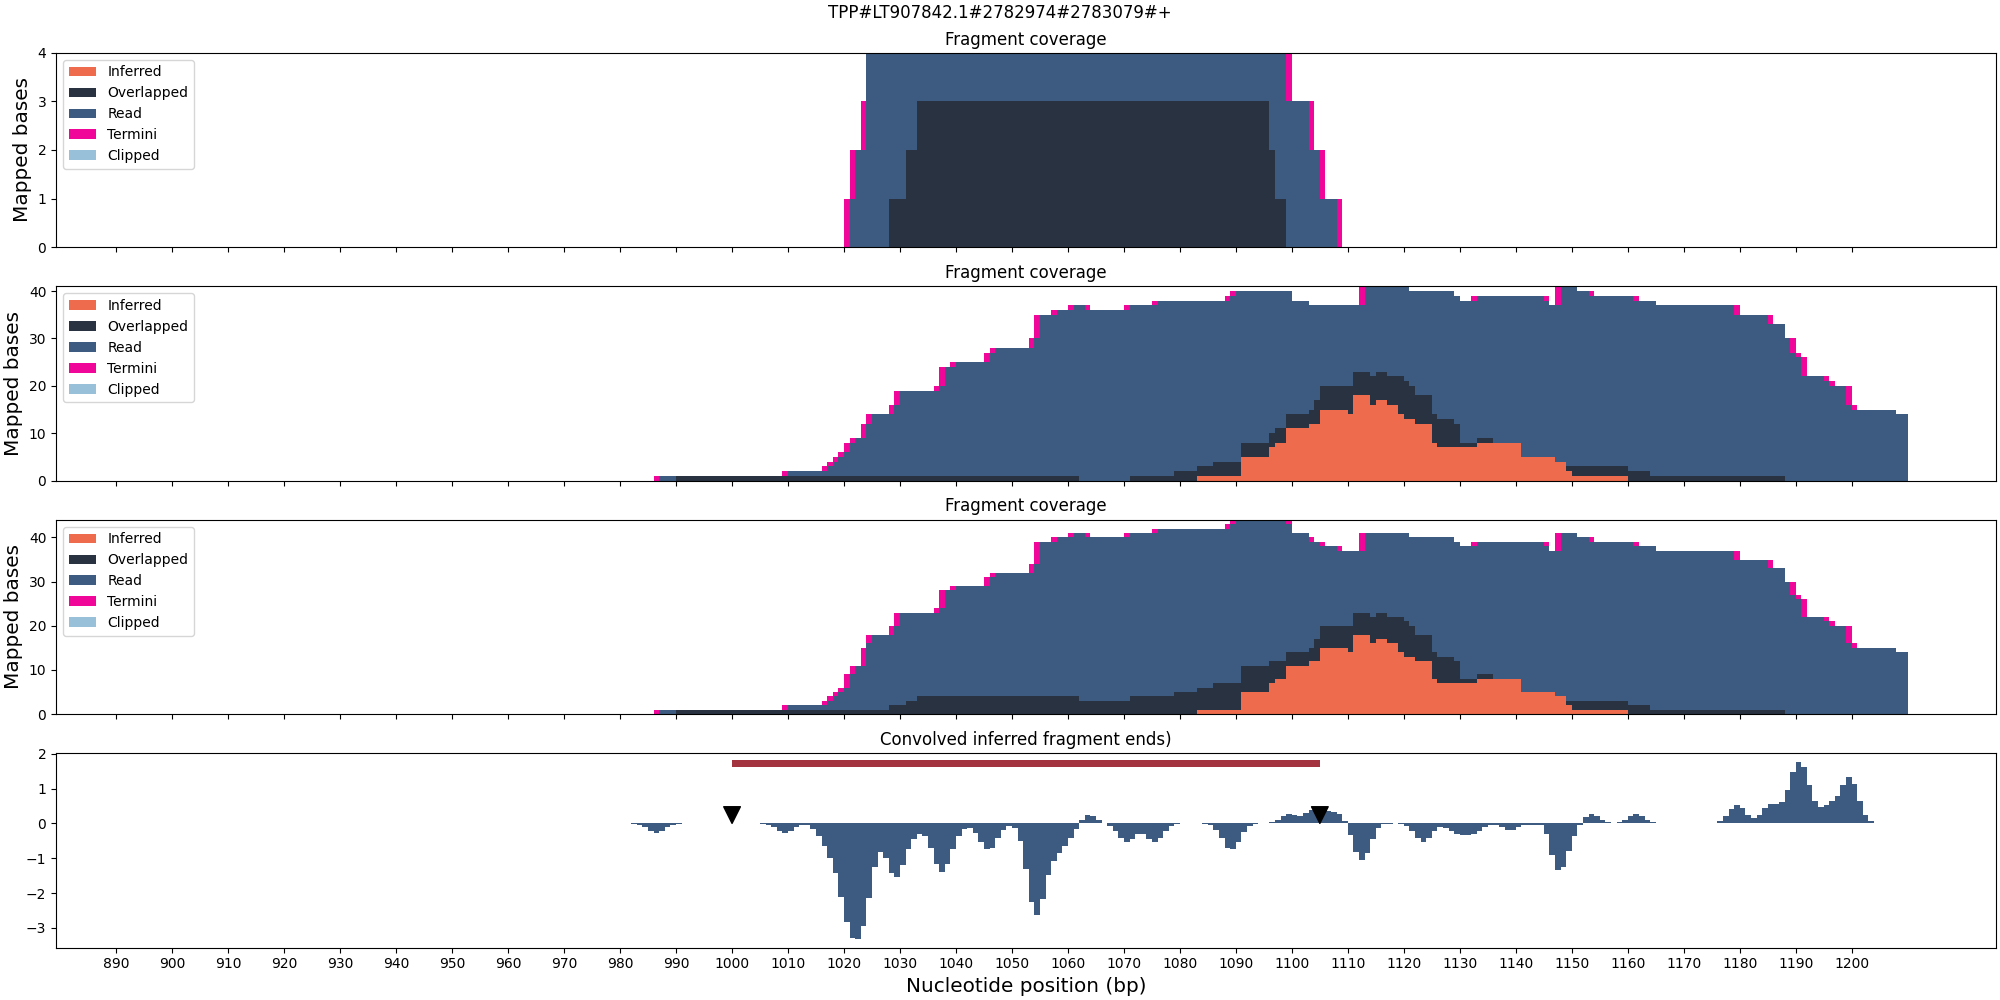 TPP#LT907842.1#2782974#2783079#+
Fragment coverage
Mapped bases
4
3
2
1
0
Inferred
Overlapped
Read
Termini
Clipped
Fragment coverage
Mapped bases
40
30
20
10
0
Inferred
Overlapped
Read
Termini
Clipped
Fragment coverage
Mapped bases
40
30
20
10
0
Inferred
Overlapped
Read
Termini
Clipped
Convolved inferred fragment ends)
2
1
0
−1
−2
−3
890 900 910 920 930 940 950 960 970 980 990 1000 1010 1020 1030 1040 1050 1060 1070 1080 1090 1100 1110 1120 1130 1140 1150 1160 1170 1180 1190 1200
Nucleotide position (bp)